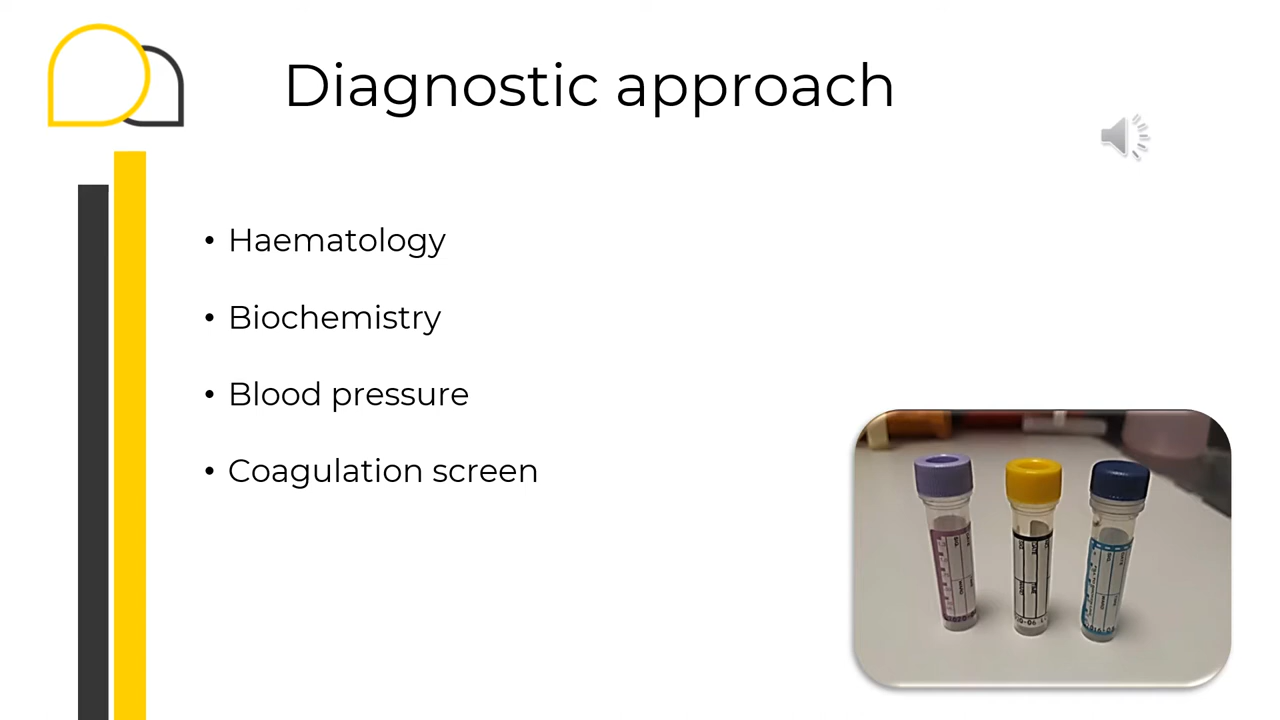 Diagnostic approach
• Haematology
• Biochemistry
• Blood pressure
• Coagulation screen